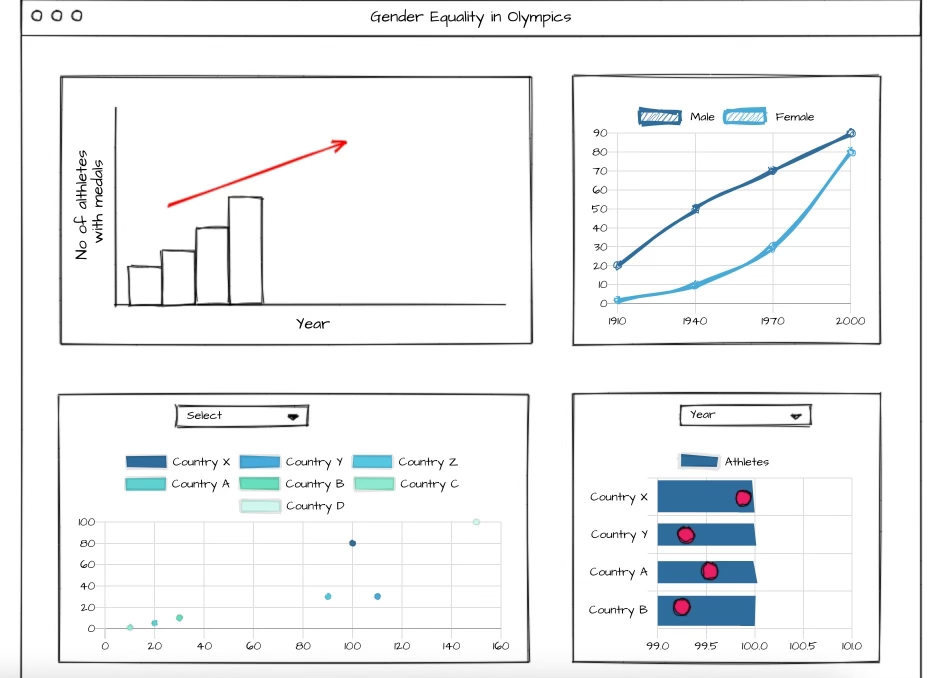 Gender Equality in Olympics
No of althletes
with medals
Year
Male Female
90
80
70
60
50
40
30
20
10
0
1910 1940 1970 2000
Select
Country X Country Y Country Z
Country A Country B Country C
Country D
100
80
60
40
20
0
0 20 40 60 80 100 120 140 160
Year
Athletes
Country X
Country Y
Country A
Country B
99.0 99.5 100.0 100.5 101.0